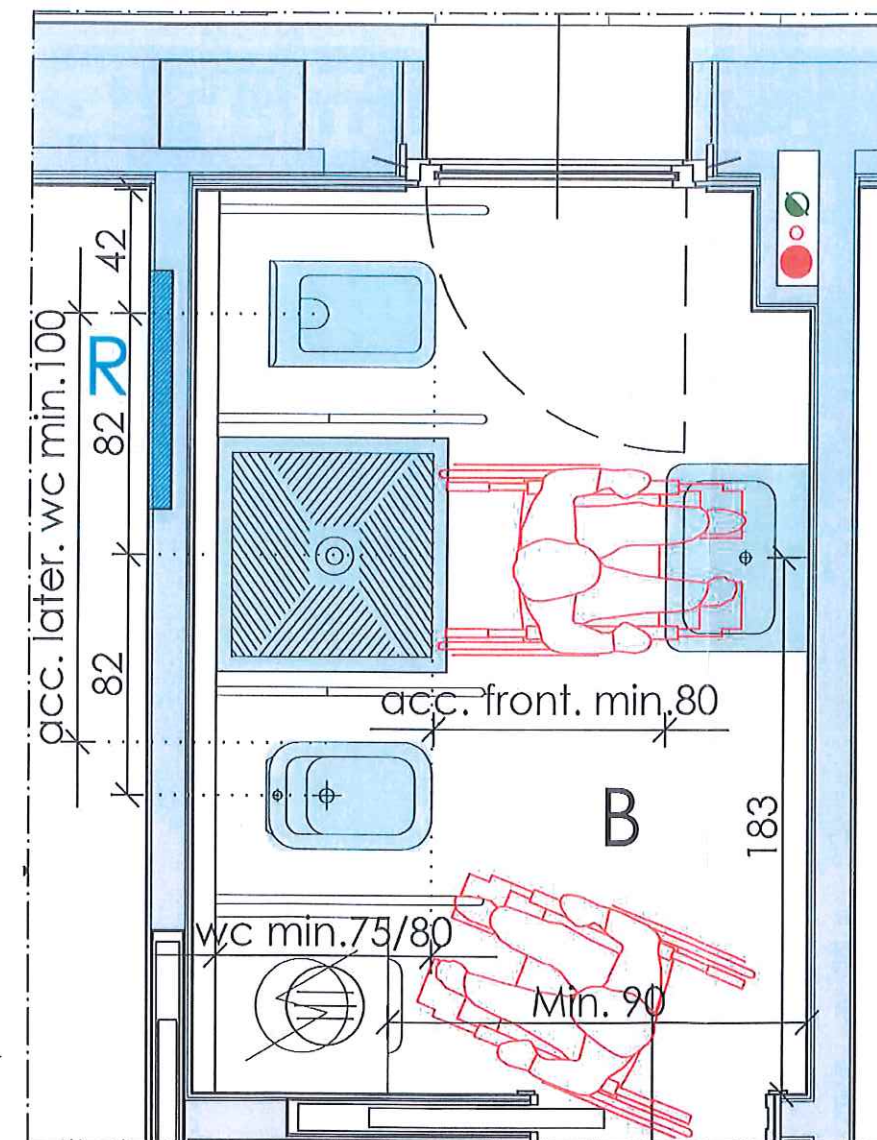 42
R
82
acc. later. wc min.100
82
acc. front. min.80
B
183
wc min.75/80
Min. 90